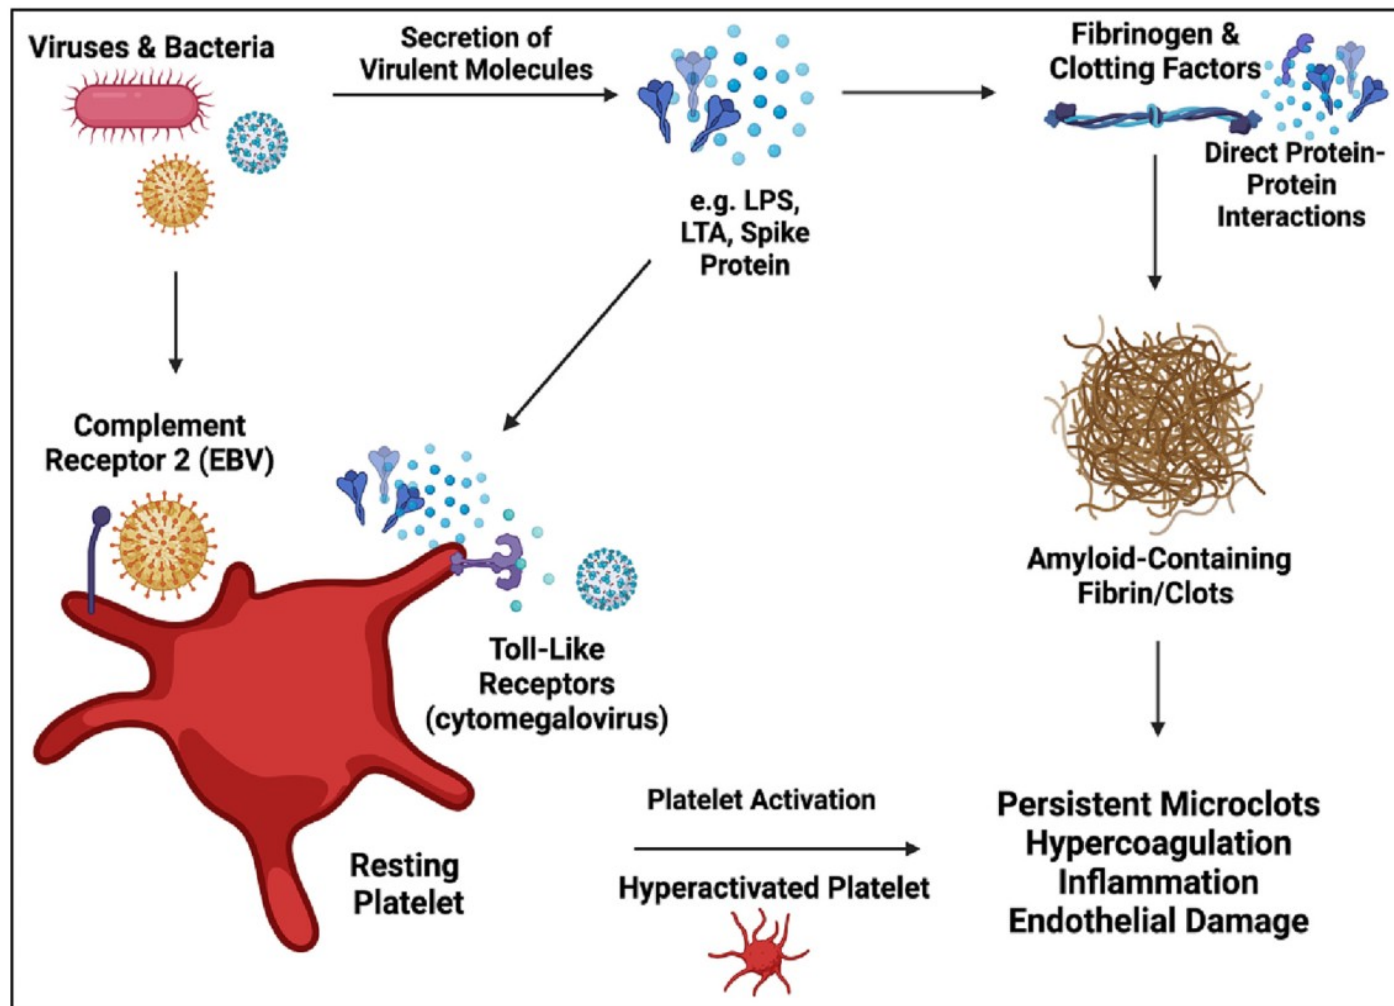 Viruses & Bacteria
Secretion of
Virulent Molecules
e.g. LPS,
LTA, Spike
Protein
Fibrinogen &
Clotting Factors
Direct Protein-
Protein
Interactions
Complement
Receptor 2 (EBV)
Toll-Like
Receptors
(cytomegalovirus)
Resting
Platelet
Amyloid-Containing
Fibrin/Clots
Platelet Activation
Hyperactivated Platelet
Persistent Microclots
Hypercoagulation
Inflammation
Endothelial Damage